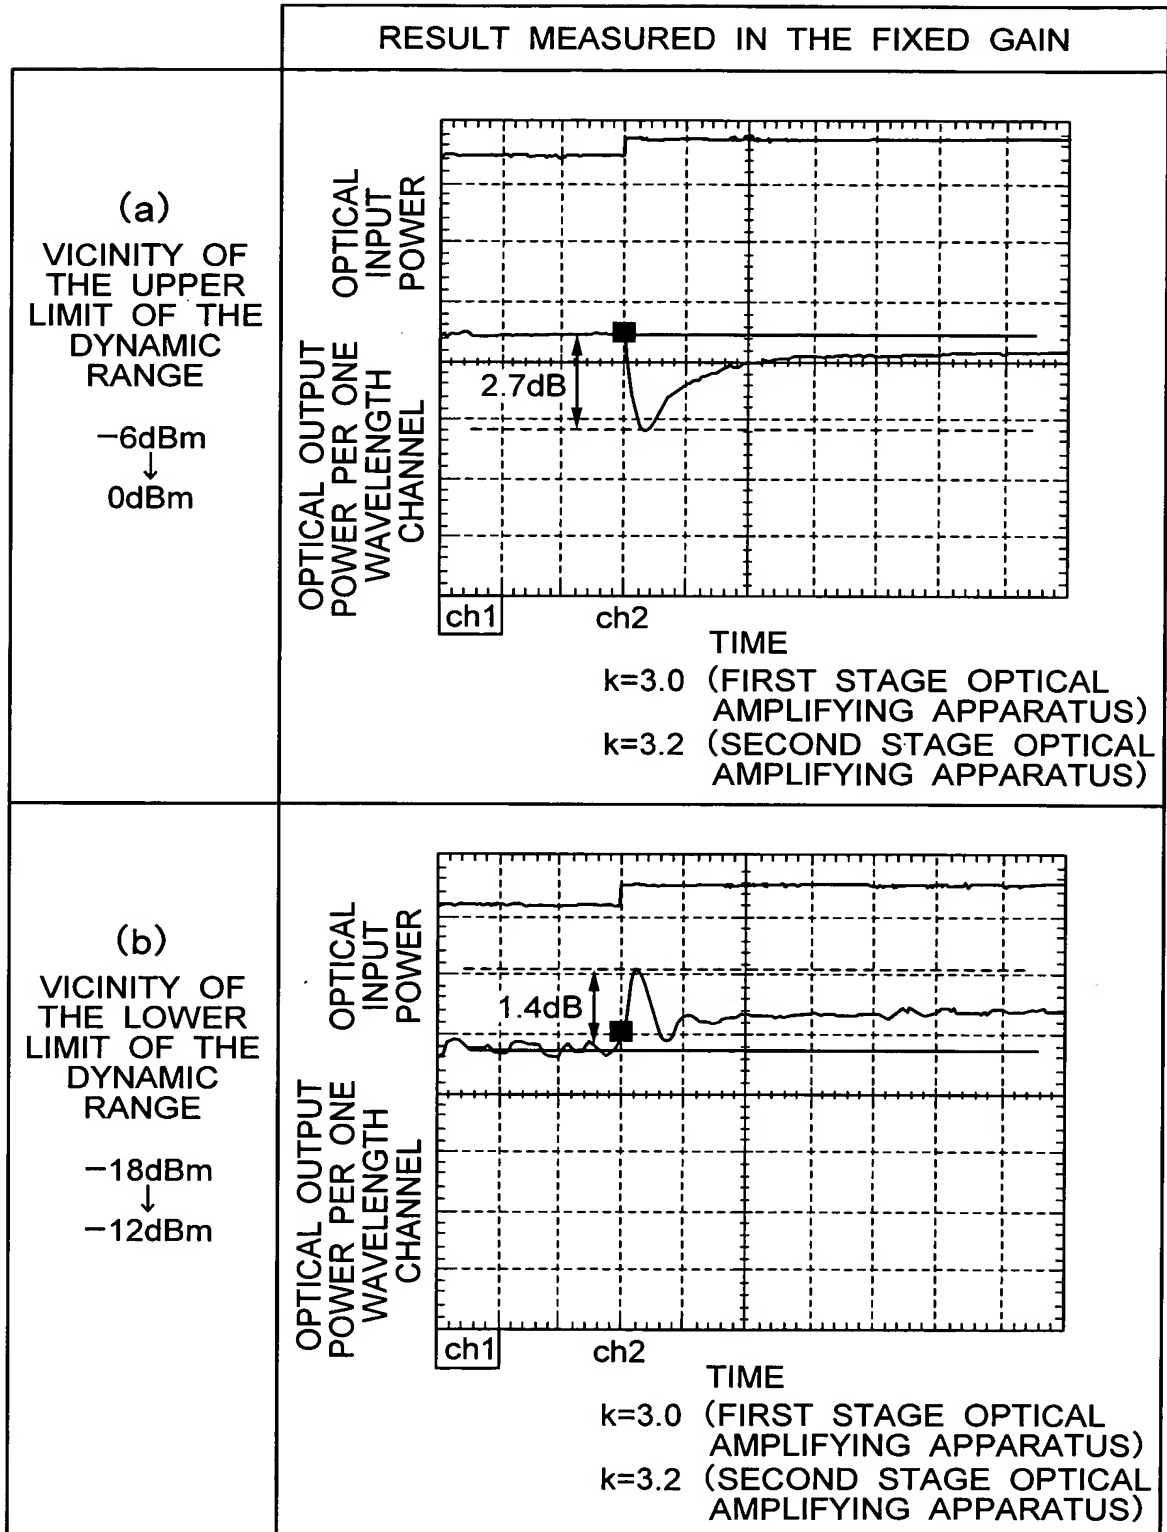 RESULT MEASURED IN THE FIXED GAIN
(a)
VICINITY OF
THE UPPER
LIMIT OF THE
DYNAMIC
RANGE
−6dBm
↓
0dBm
OPTICAL
INPUT
POWER
OPTICAL OUTPUT
POWER PER ONE
WAVELENGTH
CHANNEL
2.7dB
ch1
ch2
TIME
k=3.0 (FIRST STAGE OPTICAL
AMPLIFYING APPARATUS)
k=3.2 (SECOND STAGE OPTICAL
AMPLIFYING APPARATUS)
(b)
VICINITY OF
THE LOWER
LIMIT OF THE
DYNAMIC
RANGE
−18dBm
↓
−12dBm
OPTICAL
INPUT
POWER
OPTICAL OUTPUT
POWER PER ONE
WAVELENGTH
CHANNEL
1.4dB
ch1
ch2
TIME
k=3.0 (FIRST STAGE OPTICAL
AMPLIFYING APPARATUS)
k=3.2 (SECOND STAGE OPTICAL
AMPLIFYING APPARATUS)